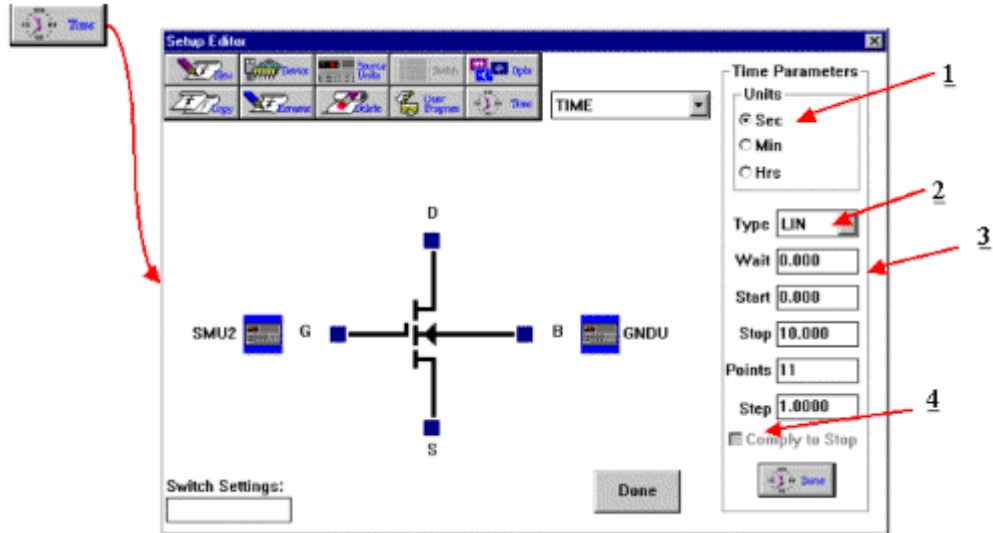 Time
Setup Editor
New Device Source Units Switch Opts
Copy Rename Delete User Program Time
TIME
Time Parameters
Units
Sec
Min
Hrs
Type LIN
Wait 0.000
Start 0.000
Stop 10.000
Points 11
Step 1.0000
Comply to Stop
Done
1
2
3
4
D
SMU2 G B GNDU
S
Switch Settings:
Done